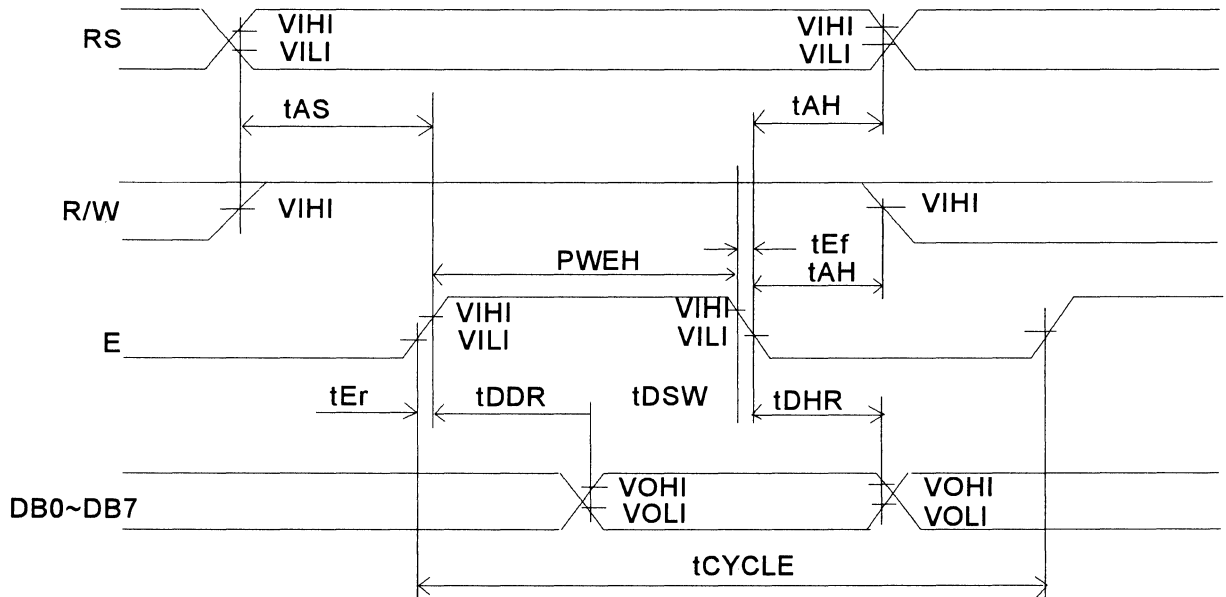 RS VIHI VIHI
VILI VILI
tAS tAH
R/W VIHI VIHI
tEf
PWEH tAH
VIHI VIHI
E VILI VILI
tEr tDDR tDSW tDHR
VOHI VOHI
DB0~DB7 VOLI VOLI
tCYCLE